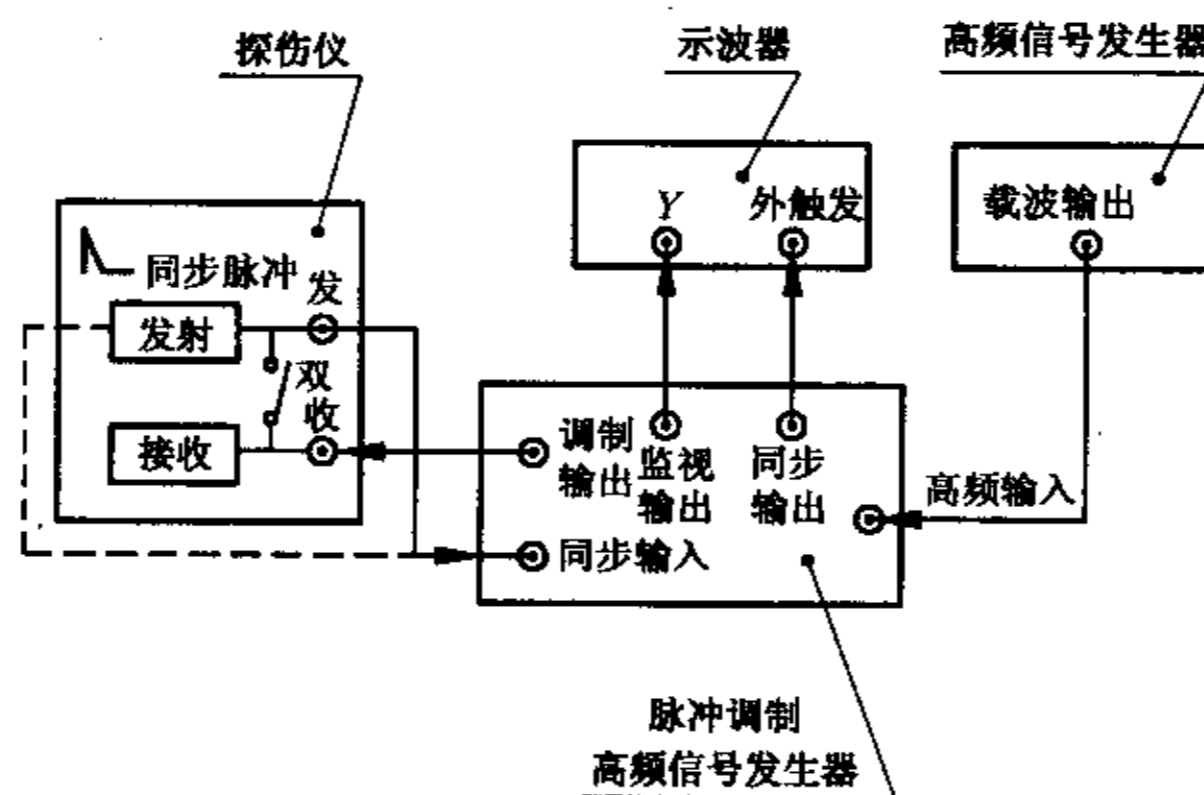 探伤仪
示波器
高频信号发生器
Y
外触发
载波输出
同步脉冲
发
发射
双
收
接收
调制
输出
监视
输出
同步
输出
高频输入
同步输入
脉冲调制
高频信号发生器